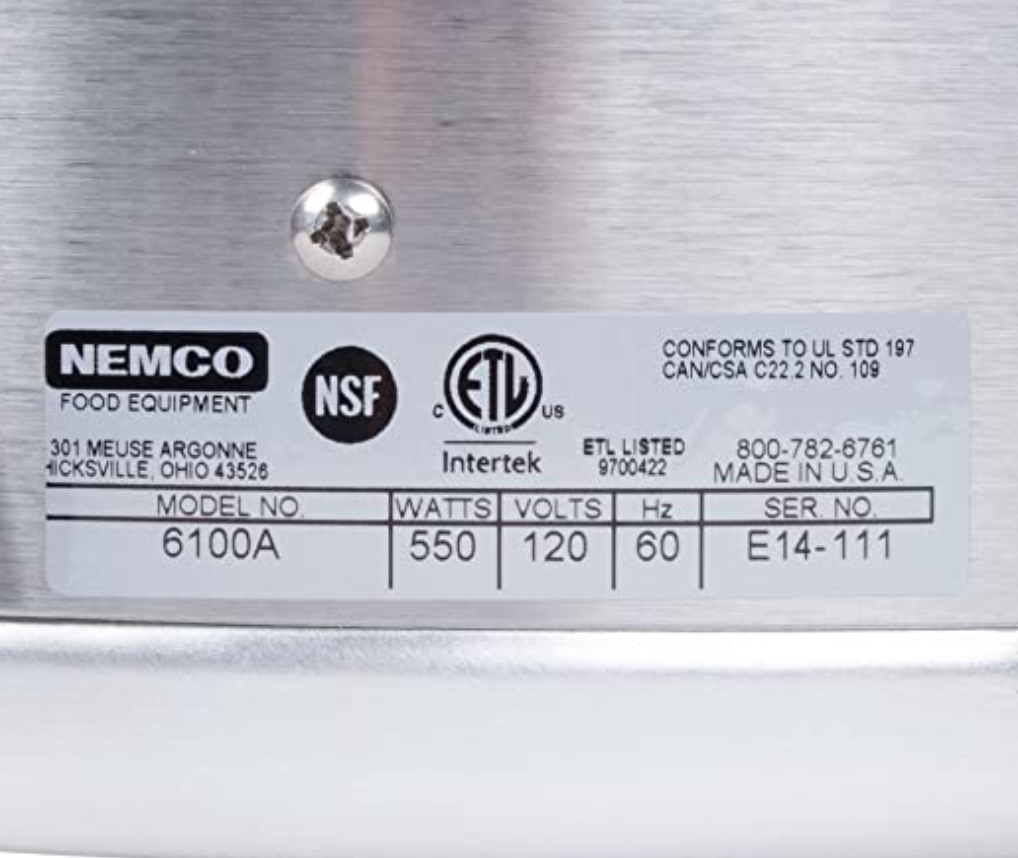 NEMCO
FOOD EQUIPMENT
301 MEUSE ARGONNE
HICKSVILLE, OHIO 43526
NSF
ETL
LISTED
C US
Intertek
ETL LISTED
9700422
CONFORMS TO UL STD 197
CAN/CSA C22.2 NO. 109
800-782-6761
MADE IN U.S.A.
MODEL NO. WATTS VOLTS Hz SER. NO.
6100A 550 120 60 E14-111